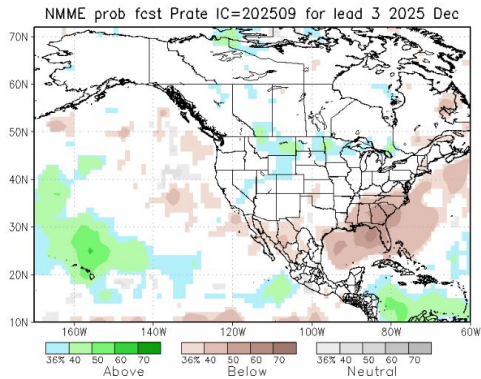 NMME prob fcst Prate IC=202509 for lead 3 2025 Dec
70N
60N
50N
40N
30N
20N
10N
160W 140W 120W 100W 80W 60W
36% 40 50 60 70 36% 40 50 60 70 36% 40 50 60 70
Above Below Neutral